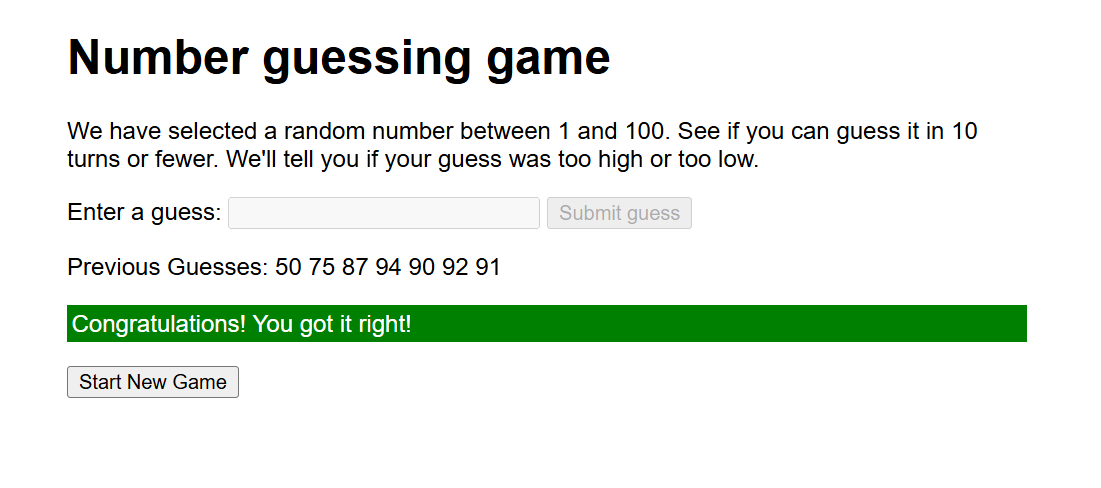 Number guessing game
We have selected a random number between 1 and 100. See if you can guess it in 10
turns or fewer. We'll tell you if your guess was too high or too low.
Enter a guess: Submit guess
Previous Guesses: 50 75 87 94 90 92 91
Congratulations! You got it right!
Start New Game